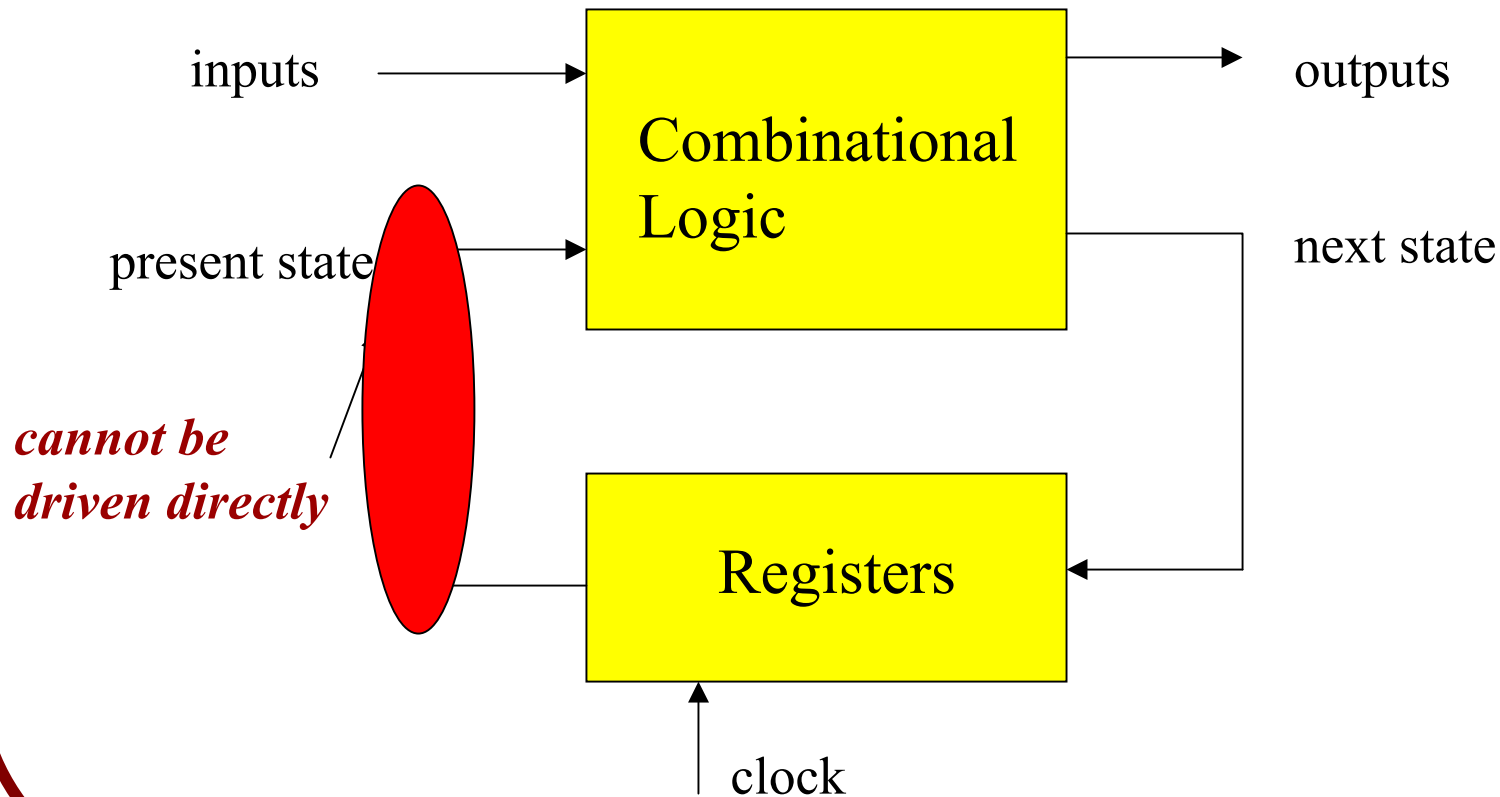 inputs
outputs
Combinational
Logic
present state
next state
cannot be
driven directly
Registers
clock